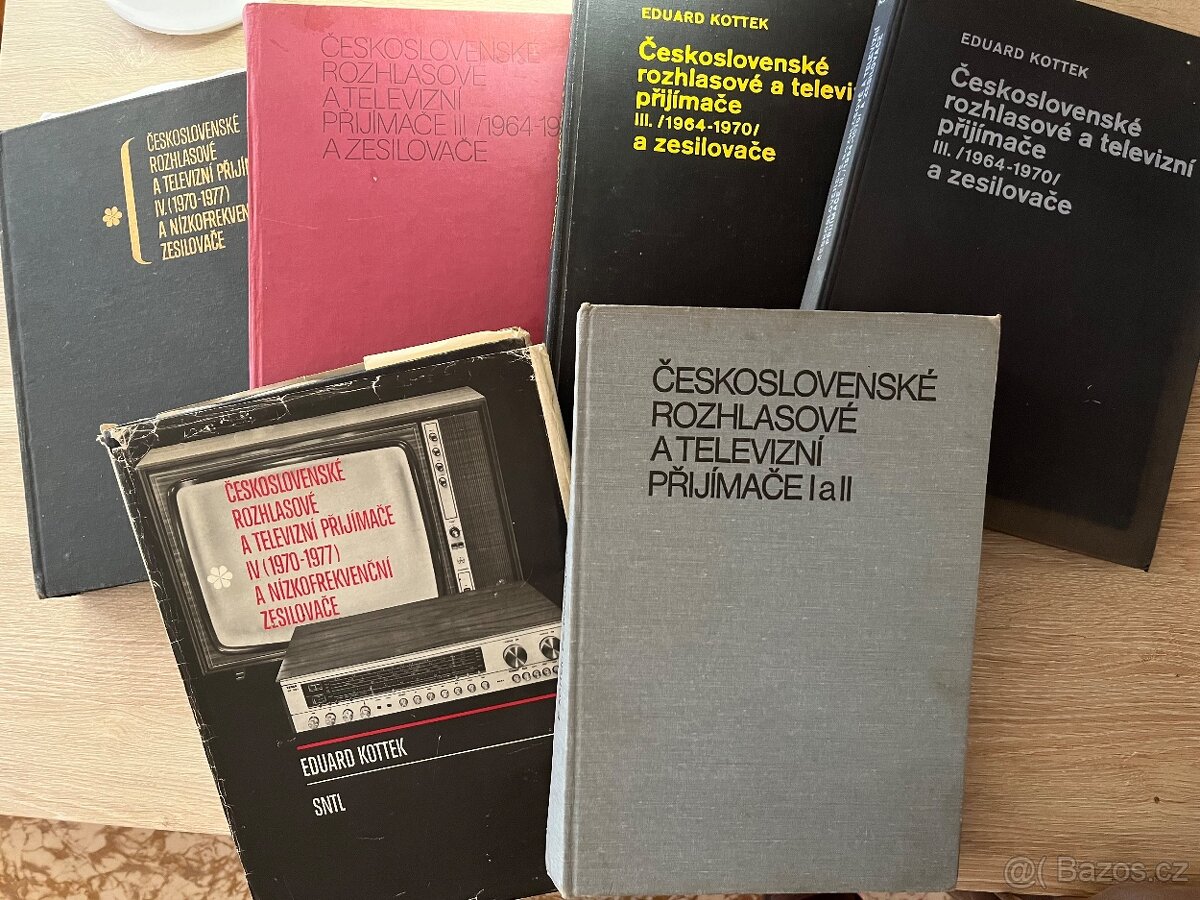 ČESKOSLOVENSKÉ
ROZHLASOVÉ
A TELEVIZNÍ PŘIJÍM
IV. (1970-1977)
A NÍZKOFREKVEN
ZESILOVAČE
ČESKOSLOVENSKÉ
ROZHLASOVÉ
A TELEVIZNÍ
PŘIJÍMAČE III./1964-19
A ZESILOVAČE
EDUARD KOTTEK
Československé
rozhlasové a televi
přijímače
III. /1964-1970/
a zesilovače
EDUARD KOTTEK
Československé
rozhlasové a televizní
přijímače
III. /1964-1970/
a zesilovače
ČESKOSLOVENSKÉ
ROZHLASOVÉ
A TELEVIZNÍ PŘIJÍMAČE
IV (1970-1977)
A NÍZKOFREKVENČNÍ
ZESILOVAČE
EDUARD KOTTEK
SNTL
ČESKOSLOVENSKÉ
ROZHLASOVÉ
A TELEVIZNÍ
PŘIJÍMAČE I a II
@( Bazos.cz